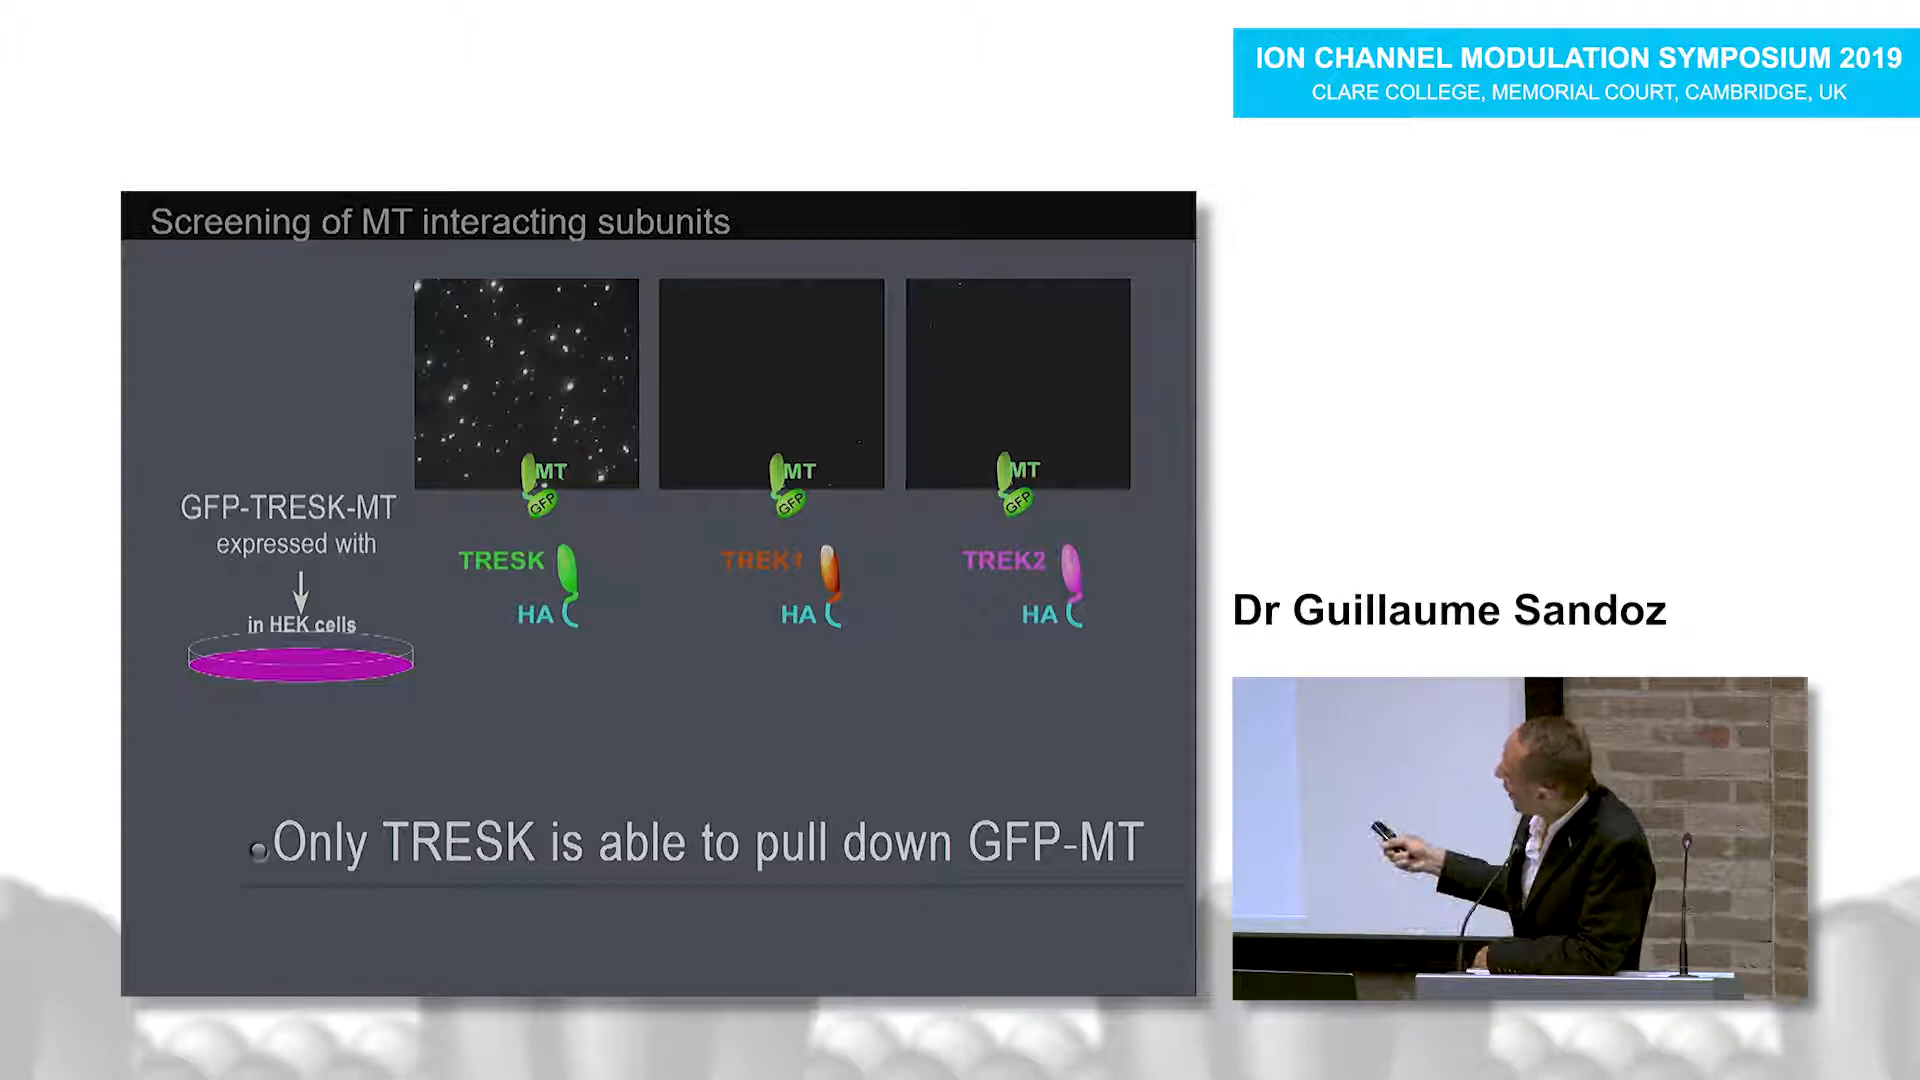 ION CHANNEL MODULATION SYMPOSIUM 2019
CLARE COLLEGE, MEMORIAL COURT, CAMBRIDGE, UK
Screening of MT interacting subunits
MT
GFP
MT
GFP
MT
GFP
GFP-TRESK-MT
expressed with
in HEK cells
TRESK
HA
TREK1
HA
TREK2
HA
Only TRESK is able to pull down GFP-MT
Dr Guillaume Sandoz